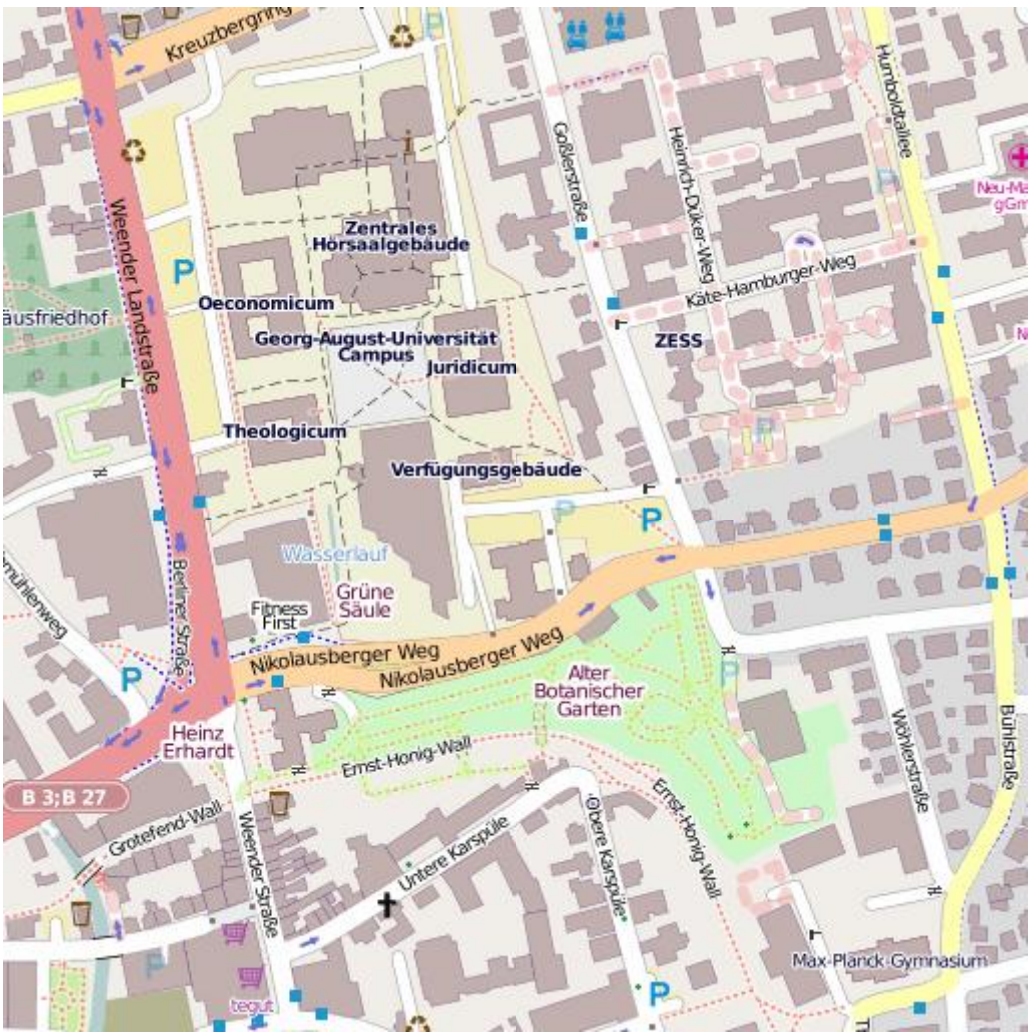 Kreuzbergring
P
Humboldtallee
Goßlerstraße
Heinrich-Düker-Weg
i
Neu-Ma
gGm
P
Weender Landstraße
Zentrales
Hörsaalgebäude
P
Käte-Hamburger-Weg
Oeconomicum
äusfriedhof
Georg-August-Universität
Campus
ZESS
N
Juridicum
Theologicum
P
Verfügungsgebäude
P
P
Wasserlauf
mühlenweg
Berliner Straße
Grüne
Säule
Fitness
First
Nikolausberger Weg
Nikolausberger Weg
P
Alter
Botanischer
Garten
P
Heinz
Erhardt
Wöhlerstraße
Bühlstraße
Ernst-Honig-Wall
B 3;B 27
Grotefend-Wall
Weender Straße
Untere Karspüle
Obere Karspüle
Ernst-Honig-Wall
P
Max-Planck-Gymnasium
P
tegut